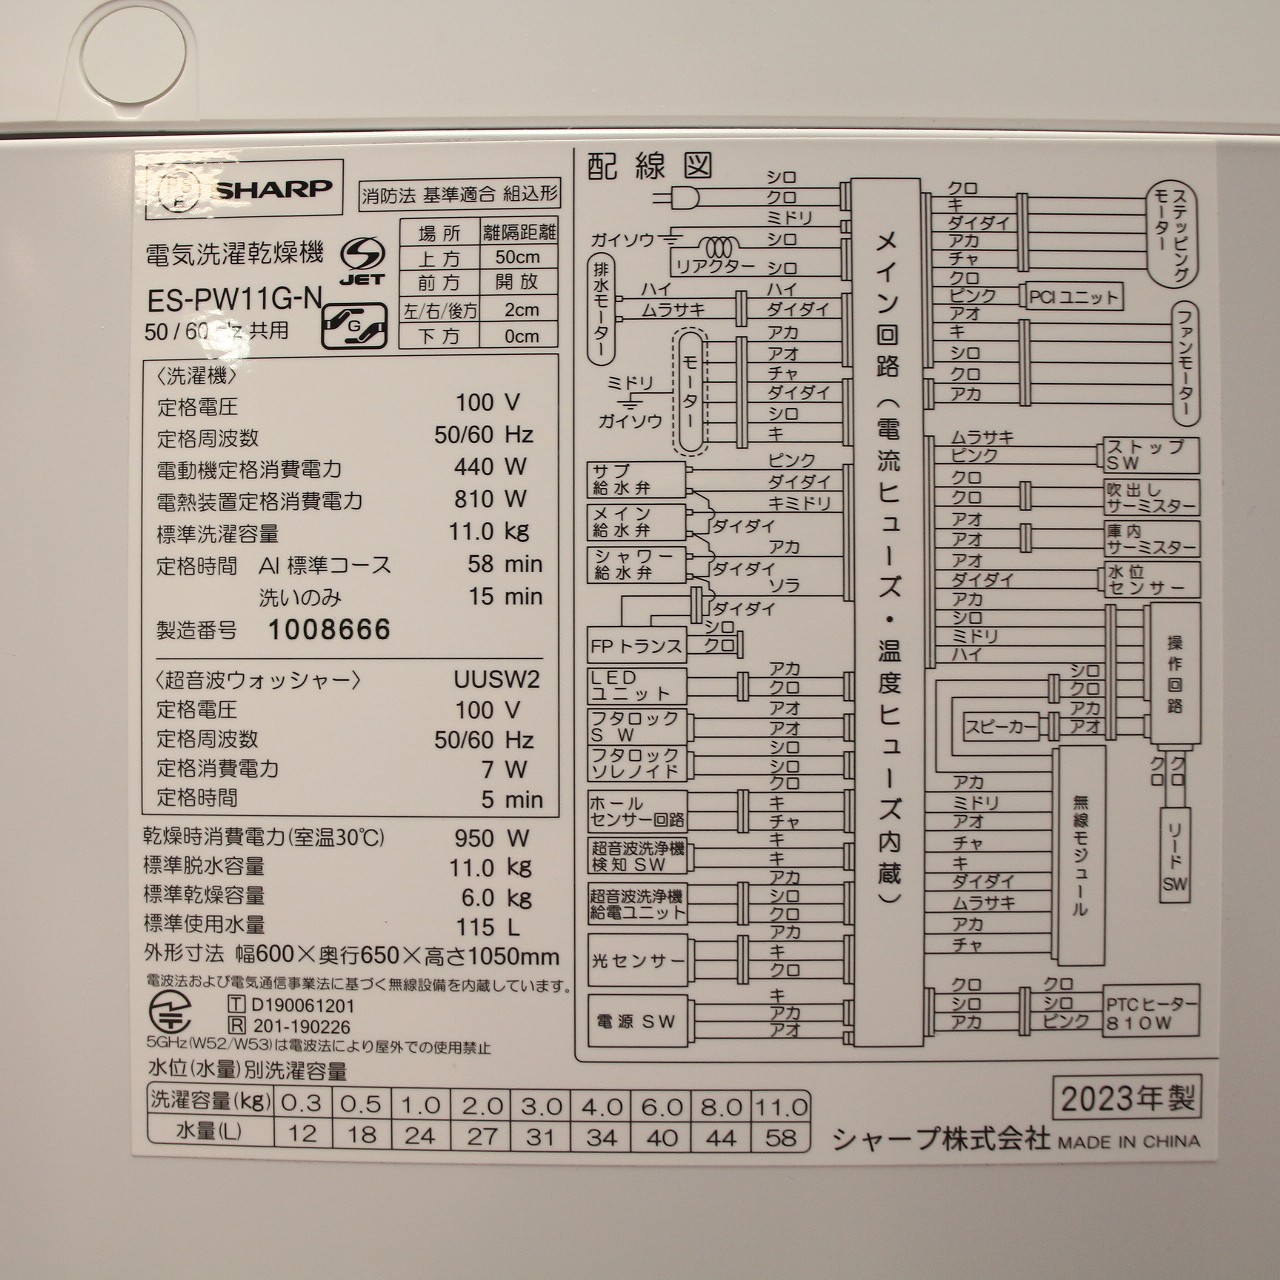 SHARP
消防法 基準適合 組込形
電気洗濯乾燥機
JET
ES-PW11G-N
50 / 60Hz 共用
G
場所 離隔距離
上方 50cm
前方 開放
左/右/後方 2cm
下方 0cm
〈洗濯機〉
定格電圧 100 V
定格周波数 50/60 Hz
電動機定格消費電力 440 W
電熱装置定格消費電力 810 W
標準洗濯容量 11.0 kg
定格時間 AI 標準コース 58 min
洗いのみ 15 min
製造番号 1008666
〈超音波ウォッシャー〉 UUSW2
定格電圧 100 V
定格周波数 50/60 Hz
定格消費電力 7 W
定格時間 5 min
乾燥時消費電力(室温30℃) 950 W
標準脱水容量 11.0 kg
標準乾燥容量 6.0 kg
標準使用水量 115 L
外形寸法 幅600×奥行650×高さ1050mm
電波法および電気通信事業法に基づく無線設備を内蔵しています。
T D190061201
R 201-190226
5GHz(W52/W53)は電波法により屋外での使用禁止
水位(水量)別洗濯容量
洗濯容量(kg) 0.3 0.5 1.0 2.0 3.0 4.0 6.0 8.0 11.0
水量(L) 12 18 24 27 31 34 40 44 58
配線図
シロ
クロ
ミドリ
ガイソウ
シロ
リアクター シロ
排水モーター
ハイ ハイ
ムラサキ ダイダイ
モーター
アカ
アオ
チャ
ミドリ
ダイダイ
ガイソウ
シロ
キ
サブ給水弁
ピンク
ダイダイ
メイン給水弁
キミドリ
ダイダイ
シャワー給水弁
アカ
ダイダイ
ソラ
ダイダイ
FPトランス
シロ
クロ
LEDユニット
アカ
クロ
フタロックSW
アオ
アオ
フタロックソレノイド
シロ
シロ
ホールセンサー回路
クロ
キ
チャ
超音波洗浄機検知SW
キ
キ
超音波洗浄機給電ユニット
アカ
シロ
クロ
光センサー
アカ
キ
クロ
電源SW
キ
アカ
アオ
メイン回路(電流ヒューズ・温度ヒューズ内蔵)
クロ
キ
ダイダイ
アカ
チャ
ステッピングモーター
クロ
ピンク
PCIユニット
アオ
キ
シロ
クロ
アカ
ファンモーター
ムラサキ
ピンク
ストップSW
クロ
クロ
吹出しサーミスター
アオ
アオ
庫内サーミスター
アオ
ダイダイ
水位センサー
アカ
シロ
ミドリ
ハイ
操作回路
シロ
クロ
アカ
アオ
スピーカー
クロ
クロ
リードSW
アカ
ミドリ
アオ
チャ
キ
ダイダイ
ムラサキ
アカ
チャ
無線モジュール
クロ クロ
シロ シロ
アカ ピンク
PTCヒーター
810W
2023年製
シャープ株式会社 MADE IN CHINA